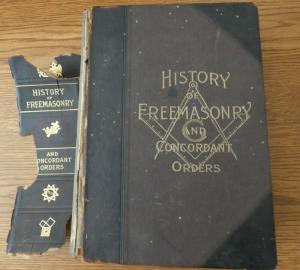 HISTORY
OF
FREEMASONRY
AND
CONCORDANT
ORDERS
HISTORY
OF
FREEMASONRY
G
AND
CONCORDANT
ORDERS